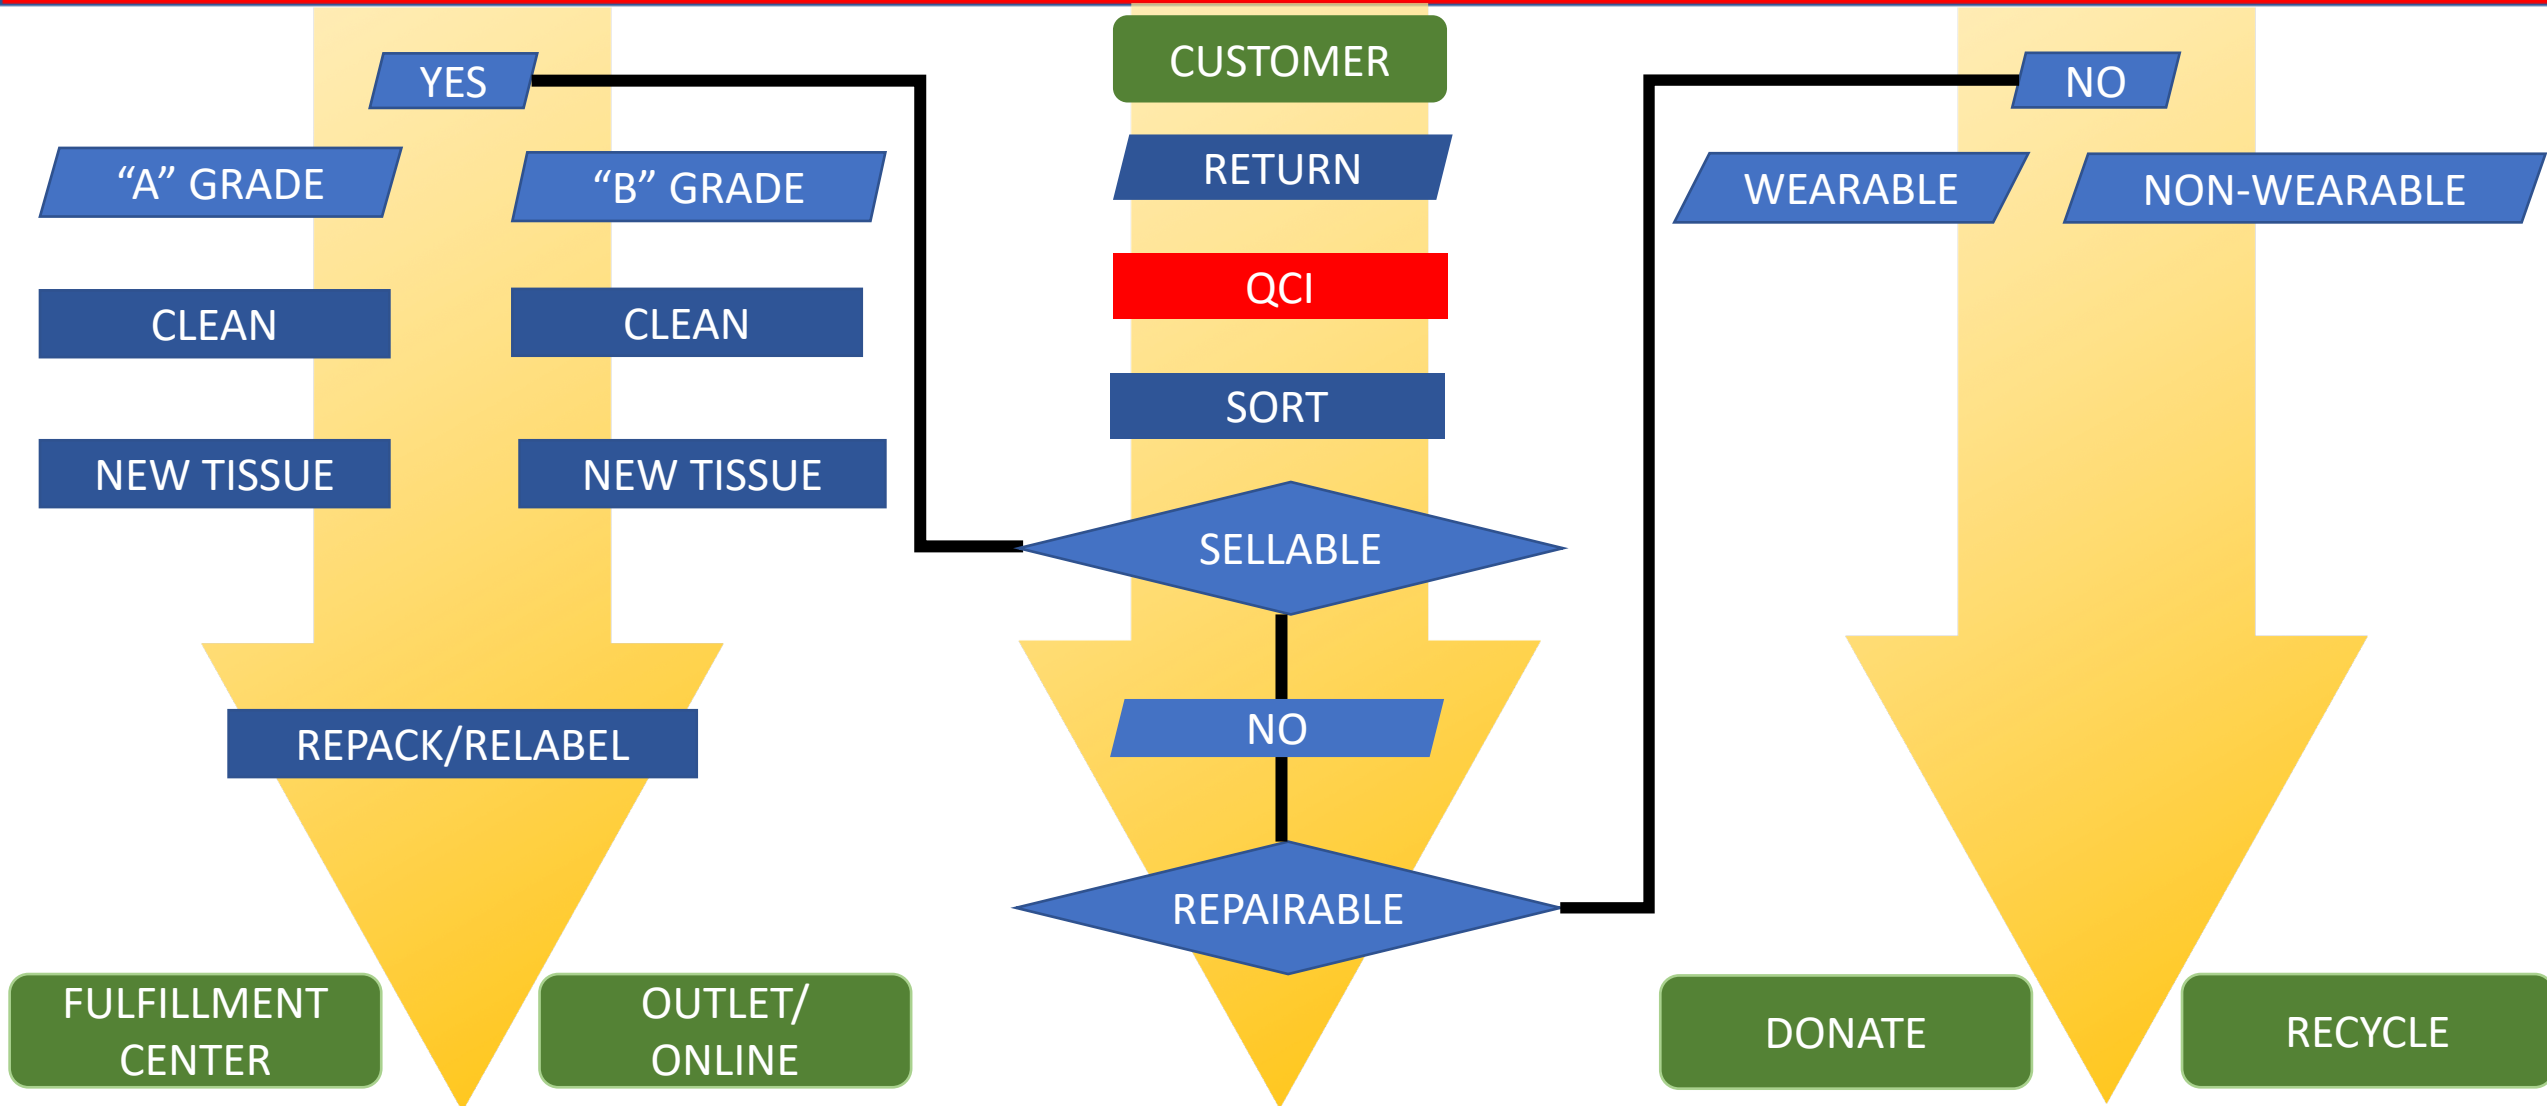 YES
“A” GRADE
“B” GRADE
CLEAN
CLEAN
NEW TISSUE
NEW TISSUE
REPACK/RELABEL
FULFILLMENT
CENTER
OUTLET/
ONLINE
CUSTOMER
RETURN
QCI
SORT
SELLABLE
NO
REPAIRABLE
NO
WEARABLE
NON-WEARABLE
DONATE
RECYCLE